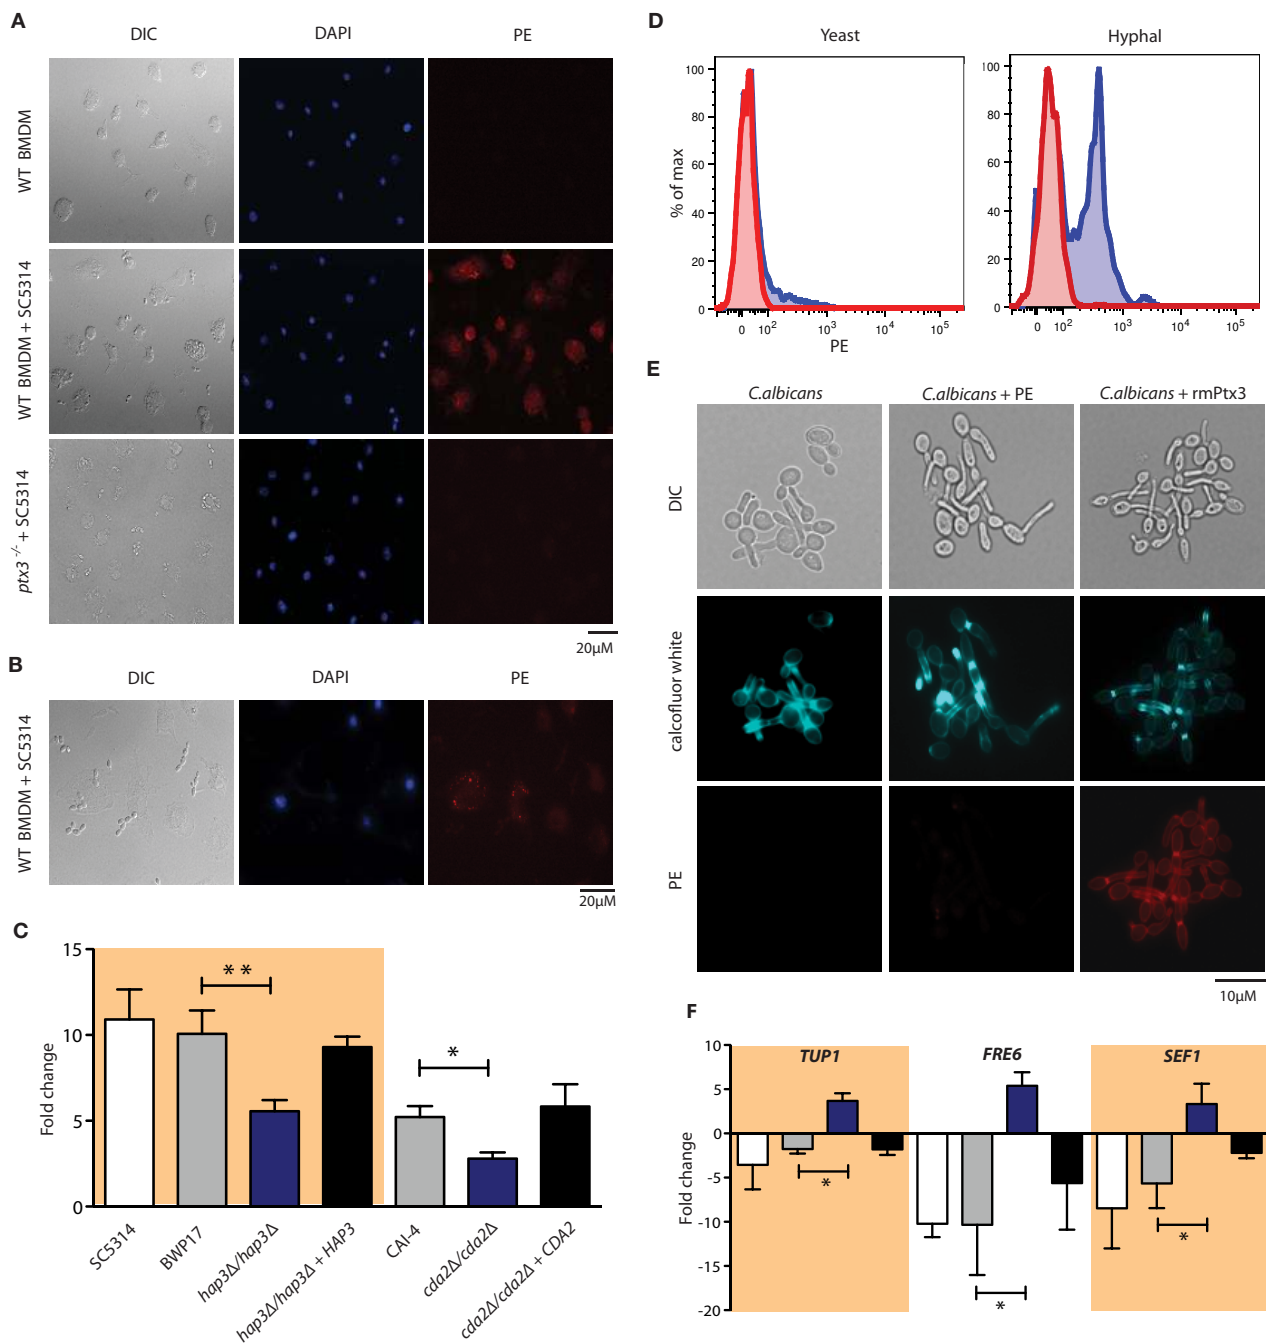 A
DIC DAPI PE
WT BMDM
WT BMDM + SC5314
ptx3 -/- + SC5314
20μM
B
DIC DAPI PE
WT BMDM + SC5314
20μM
C
Fold change
15
10
5
0
**
*
SC5314
BWP17
hap3Δ/hap3Δ
hap3Δ/hap3Δ + HAP3
CAI-4
cda2Δ/cda2Δ
cda2Δ/cda2Δ + CDA2
D
Yeast Hyphal
% of max
100
80
60
40
20
0
0 10² 10³ 10⁴ 10⁵
PE
100
80
60
40
20
0
0 10² 10³ 10⁴ 10⁵
E
C.albicans C.albicans + PE C.albicans + rmPtx3
DIC
calcofluor white
PE
10μM
F
Fold change
10
5
0
-5
-10
-15
-20
TUP1 FRE6 SEF1
*
*
*